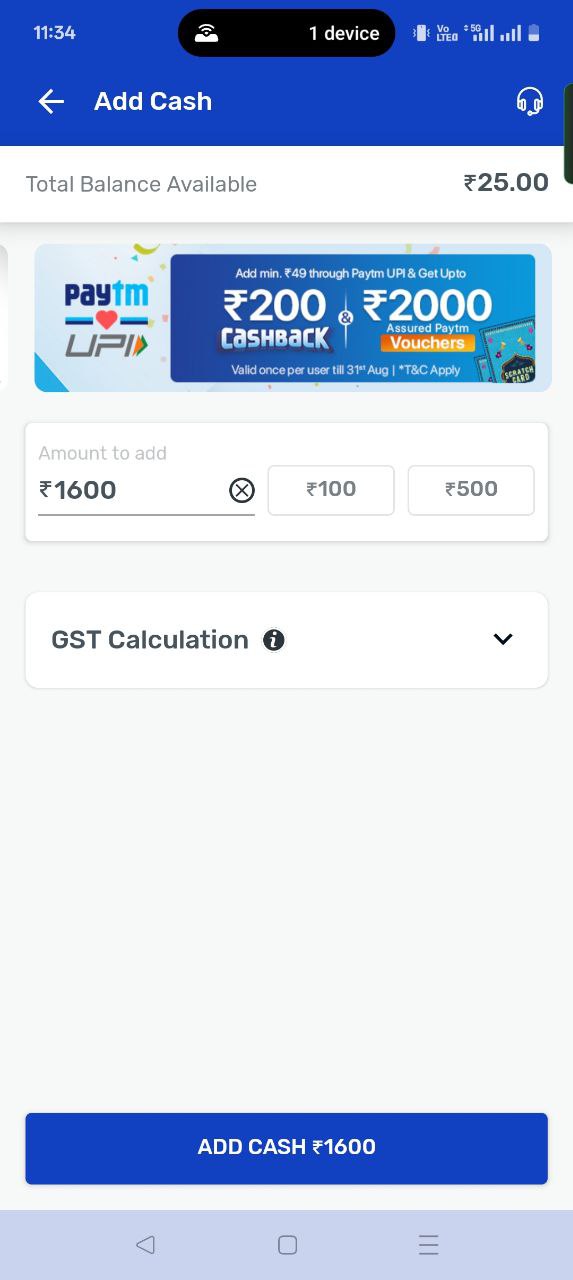 11:34
1 device
Vo
LTED
5G
Add Cash
Total Balance Available
₹25.00
paytm
UPI
Add min. ₹49 through Paytm UPI & Get Upto
₹200 & ₹2000
CASHBACK
Assured Paytm
Vouchers
Valid once per user till 31st Aug | *T&C Apply
SCRATCH
CARD
Amount to add
₹1600
₹100
₹500
GST Calculation
ADD CASH ₹1600